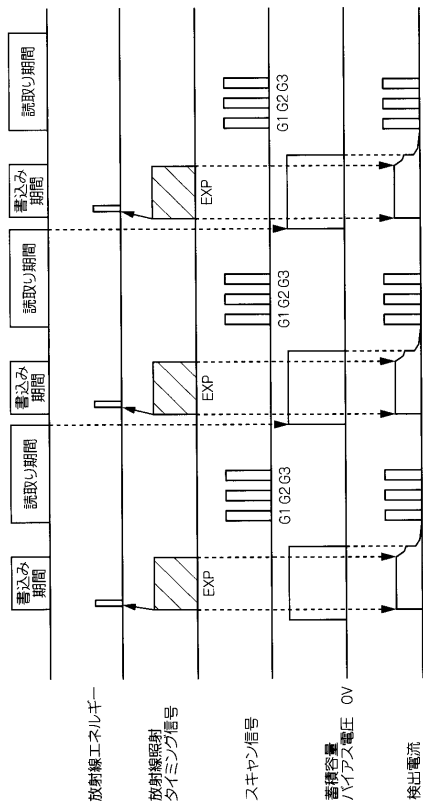 書込み
期間
読取り期間
書込み
期間
読取り期間
書込み
期間
読取り期間
放射線エネルギー
放射線照射
タイミング信号
EXP
EXP
EXP
スキャン信号
G1 G2 G3
G1 G2 G3
G1 G2 G3
蓄積容量
バイアス電圧 0V
検出電流